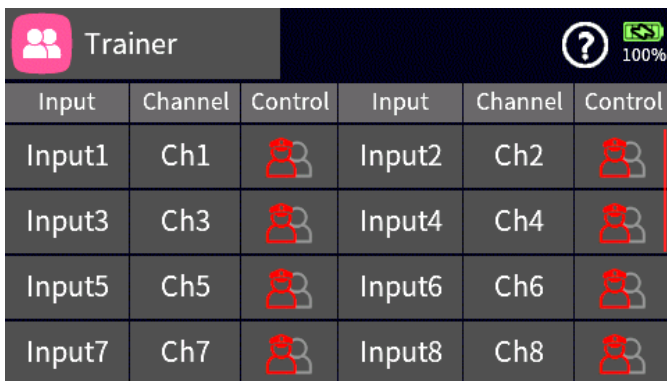 Trainer ? 100%
Input Channel Control Input Channel Control
Input1 Ch1 Input2 Ch2
Input3 Ch3 Input4 Ch4
Input5 Ch5 Input6 Ch6
Input7 Ch7 Input8 Ch8